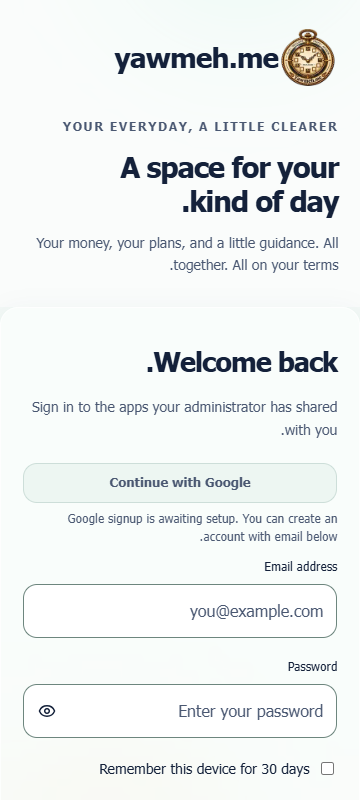 yawmeh.me
YOUR EVERYDAY, A LITTLE CLEARER
A space for your
kind of day.
Your money, your plans, and a little guidance. All
together. All on your terms.
Welcome back.
Sign in to the apps your administrator has shared
with you.
Continue with Google
Google signup is awaiting setup. You can create an
account with email below.
Email address
you@example.com
Password
Enter your password
Remember this device for 30 days